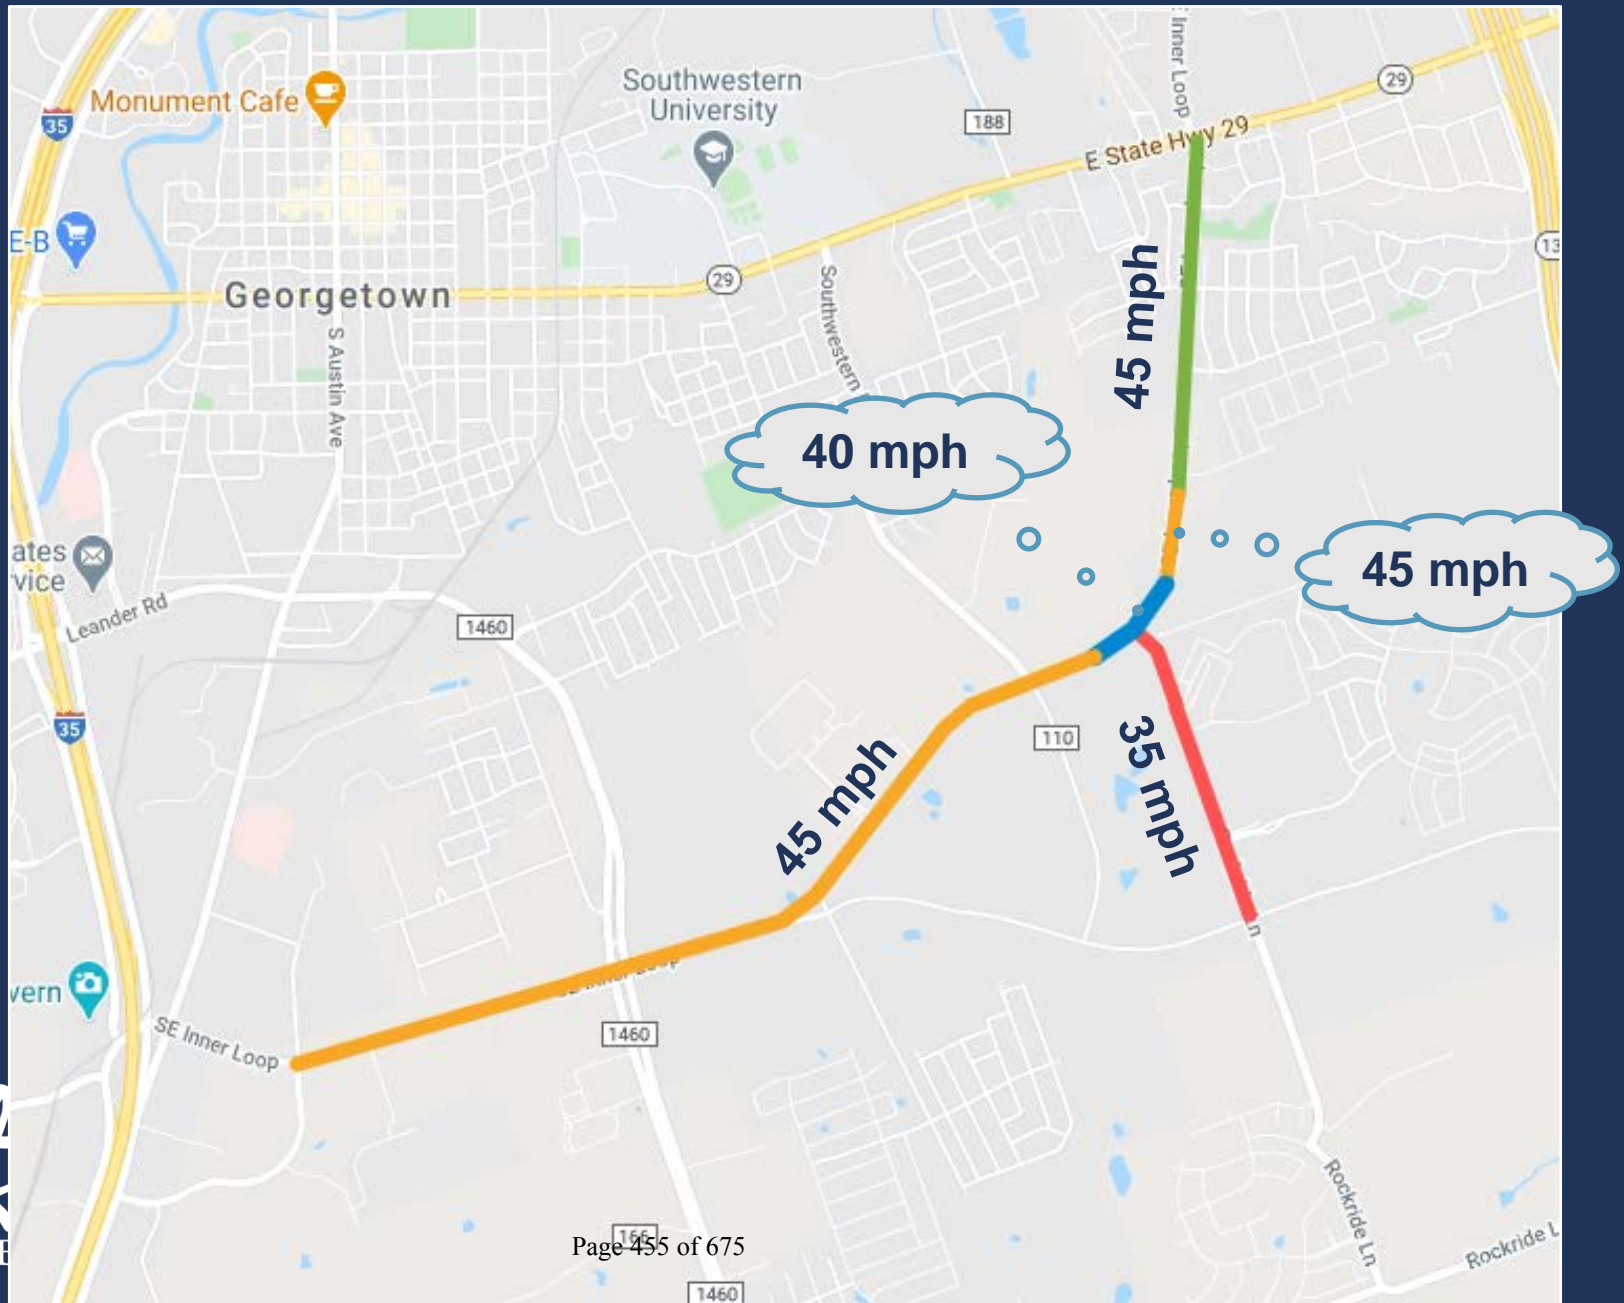 Inner Loop
29
Southwestern
University
Monument Cafe
35
188
E State Hwy 29
E-B
13
Georgetown
29
45 mph
Southwestern
S Austin Ave
40 mph
45 mph
ates
vice
Leander Rd
1460
35
110
35 mph
45 mph
vern
SE Inner Loop
1460
Rockride Ln
Rockride L
166
Page 455 of 675
1460